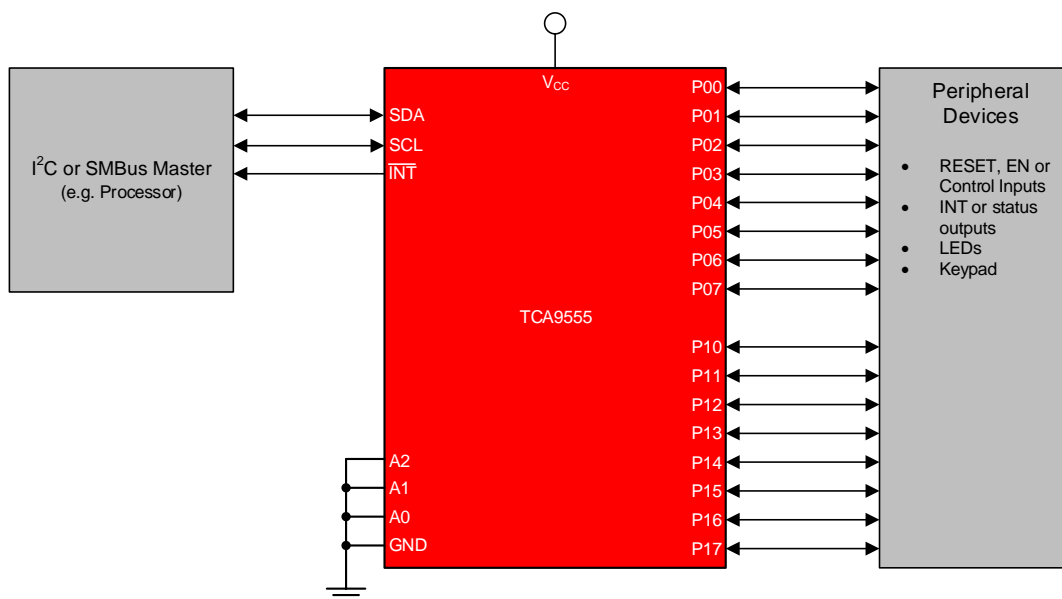 I²C or SMBus Master
(e.g. Processor)
VCC
SDA
SCL
INT
TCA9555
A2
A1
A0
GND
P00
P01
P02
P03
P04
P05
P06
P07
P10
P11
P12
P13
P14
P15
P16
P17
Peripheral
Devices
• RESET, EN or
Control Inputs
• INT or status
outputs
• LEDs
• Keypad